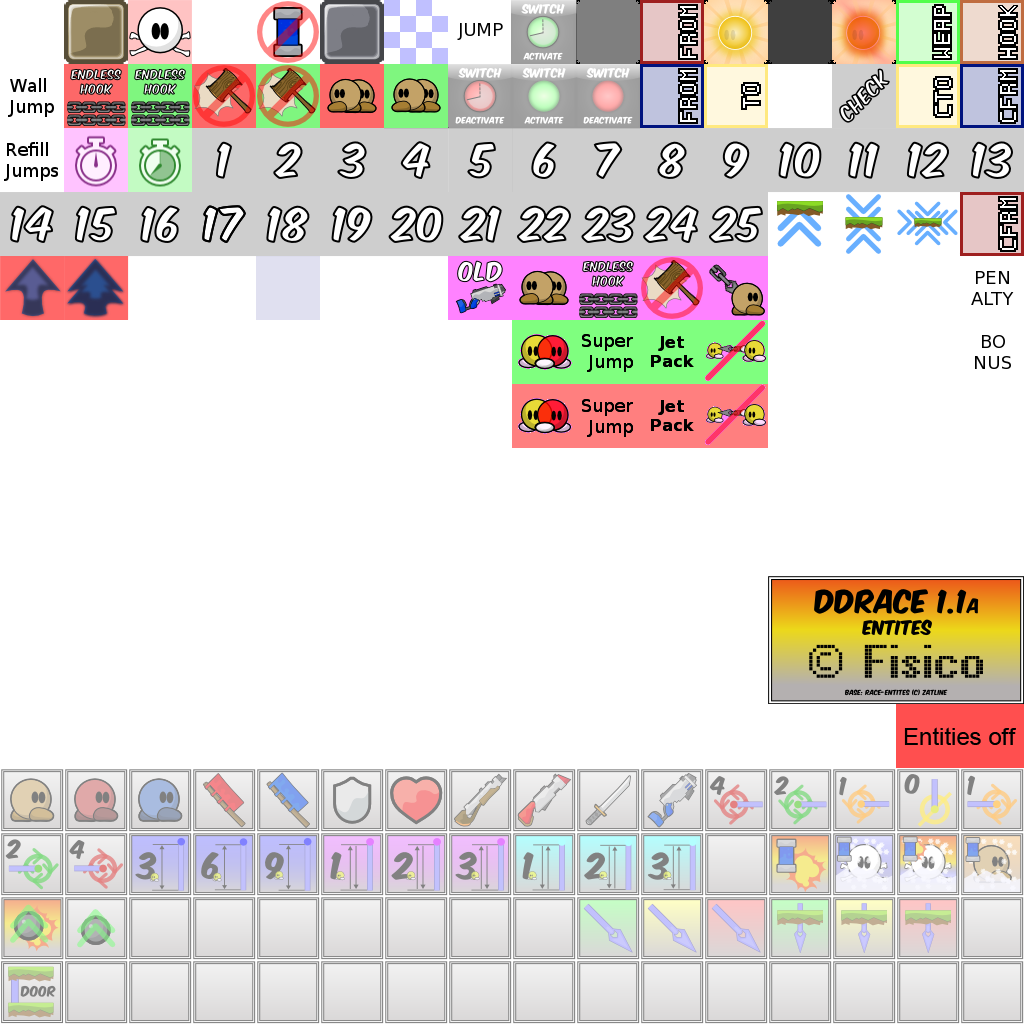 JUMP
SWITCH
ACTIVATE
FROM
WEAP
HOOK
Wall
Jump
ENDLESS
HOOK
ENDLESS
HOOK
SWITCH
DEACTIVATE
SWITCH
ACTIVATE
SWITCH
DEACTIVATE
FROM
TO
CHECK
CTO
CFRM
Refill
Jumps
1 2 3 4 5 6 7 8 9 10 11 12 13
14 15 16 17 18 19 20 21 22 23 24 25
CFRM
OLD
ENDLESS
HOOK
PEN
ALTY
Super
Jump
Jet
Pack
BO
NUS
Super
Jump
Jet
Pack
DDRACE 1.1A
ENTITES
© Fisico
BASE: RACE-ENTITES (C) ZATLINE
Entities off
4 2 1 0 1
2 4 3 6 9 1 2 3 1 2 3
DOOR